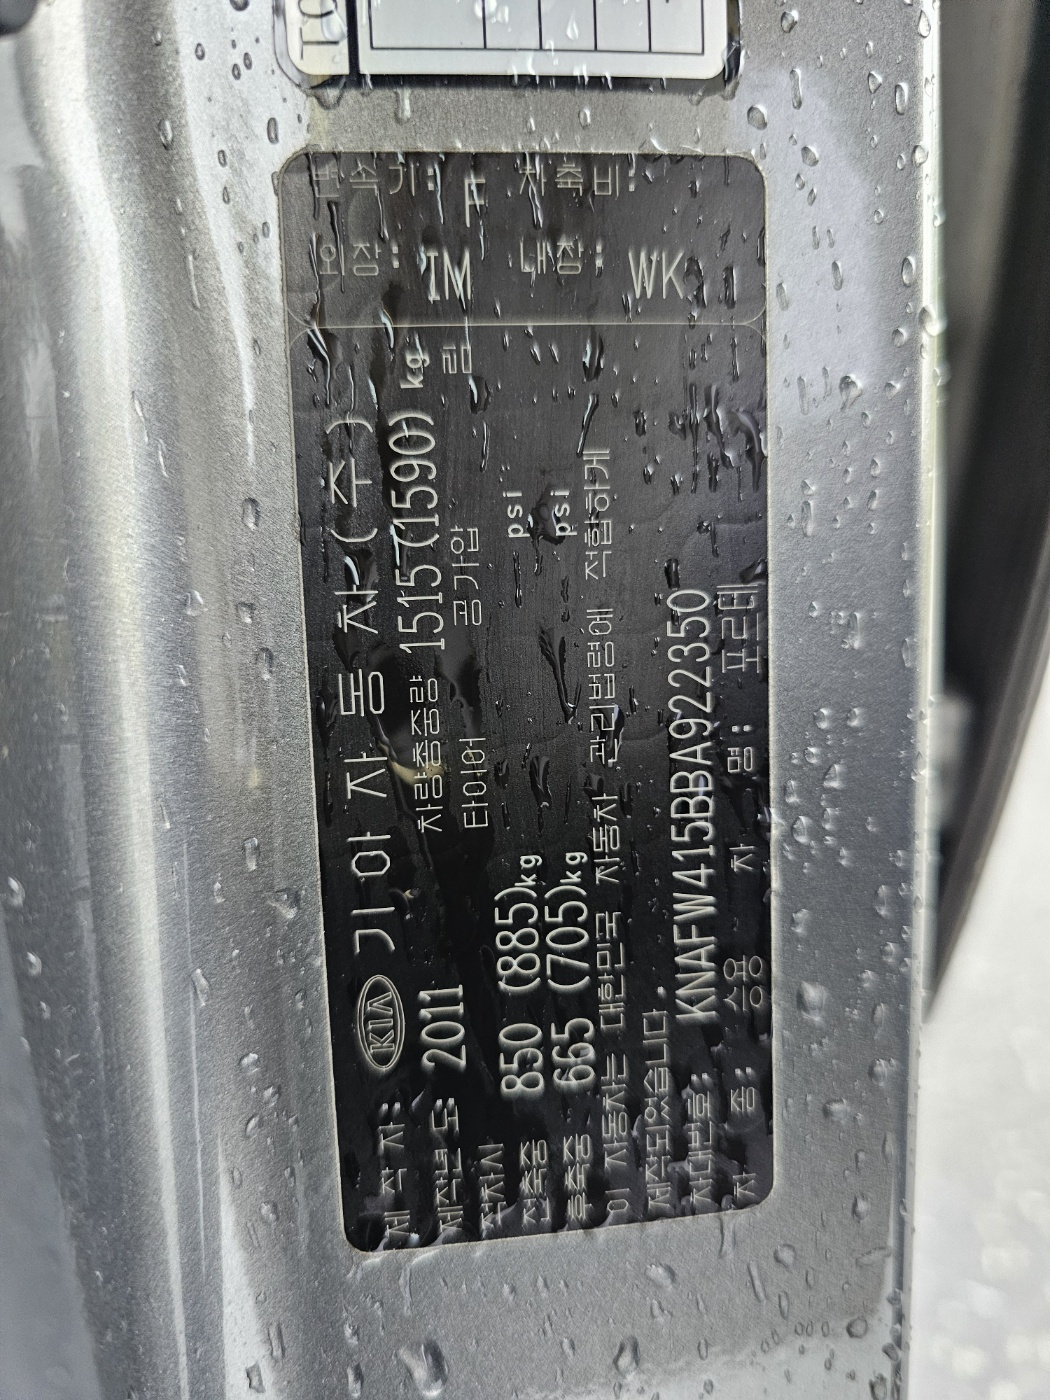 제 작 자: KIA 기 아 자 동 차 (주)
제작년도 2011 차량총중량 1515 (1590) kg
적차시 타이어 공기압 림
전축중 850 (885)kg psi
후축중 665 (705)kg psi
이 자동차는 대한민국 자동차 관리법령에 적합하게
제작되었습니다.
차대번호: KNAFW415BBA922350
차 종: 승용 차 명: 포르테
변속기: F 차축비:
외장: IM 내장: WK